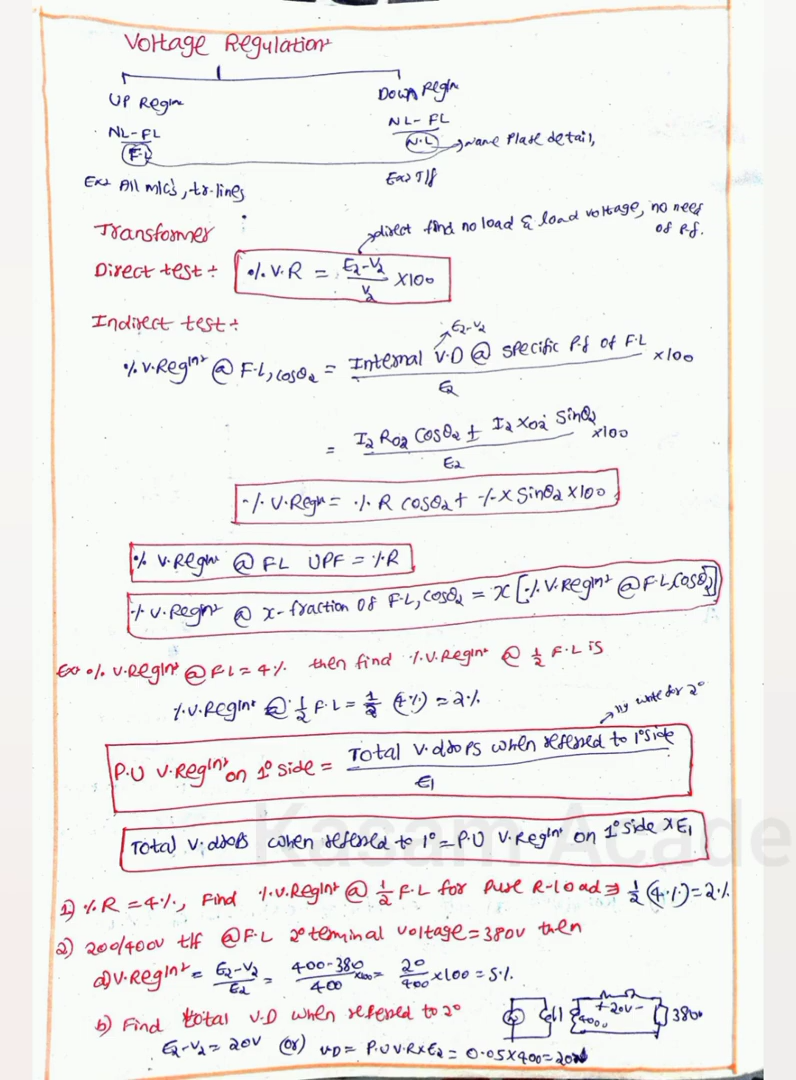 Voltage Regulation
UP Regln
Down Regln
NL-FL
F.L
NL-FL
N.L → Name Plate detail,
Ex: All m/c's, tr.lines
Ex: T/f
Transformer
→ direct find no load & load voltage, no need of P.f.
Direct test ÷ %V.R = E2-V2 / V2 X100
Indirect test ÷
E2-V2
% V.Regln @ F.L, cosθ2 = Internal V.D @ specific P.f of F.L / E2 x100
= I2 R02 cosθ2 ± I2 X02 Sinθ2 / E2 x100
% V.Regn = % R cosθ2 ± % X Sinθ2 X100
% V.Regln @ FL UPF = %R
% V.Regln @ x-fraction of F.L, cosθ2 = x [% V.Regln @ F.L, cosθ2]
Ex: % V.Regln @ FL = 4% then find % V.Regln @ 1/2 F.L is
% V.Regln @ 1/2 F.L = 1/2 (4%) = 2%
→ lly write for 2°
P.U V.Regln on 1° side = Total V.drops when refered to 1° side / E1
Total V.drops when refered to 1° = P.U V.Regln on 1° side X E1
Kasam Acade
1) % R = 4%, Find % V.Regln @ 1/2 F.L for Pure R-load ⇒ 1/2 (4%) = 2%
2) 200/400V t/f @ F.L 2° terminal voltage = 380V then
a) V.Regln = E2-V2 / E2 = 400-380 / 400 x100 = 20 / 400 x100 = 5%
b) Find total V.D when refered to 2°
400V + 20V - 380V
E2-V2 = 20V (or) V.D = P.U V.R X E2 = 0.05 X 400 = 20V